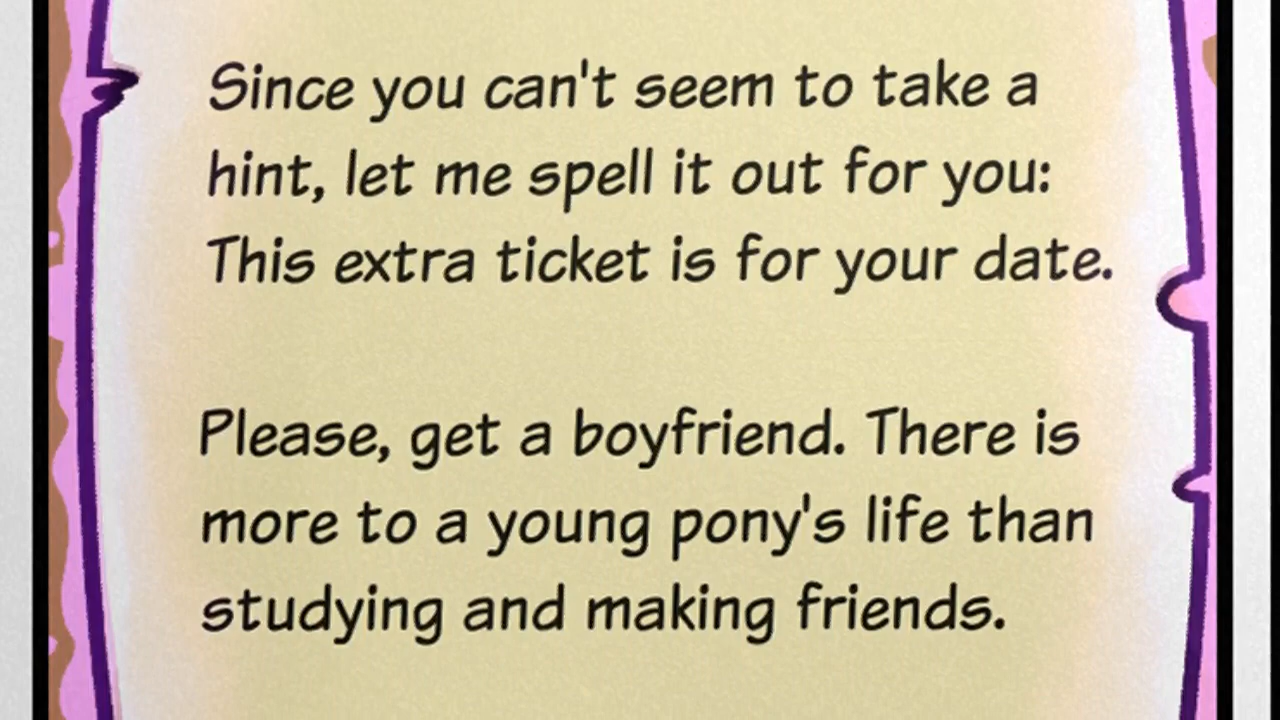 Since you can't seem to take a
hint, let me spell it out for you:
This extra ticket is for your date.
Please, get a boyfriend. There is
more to a young pony's life than
studying and making friends.